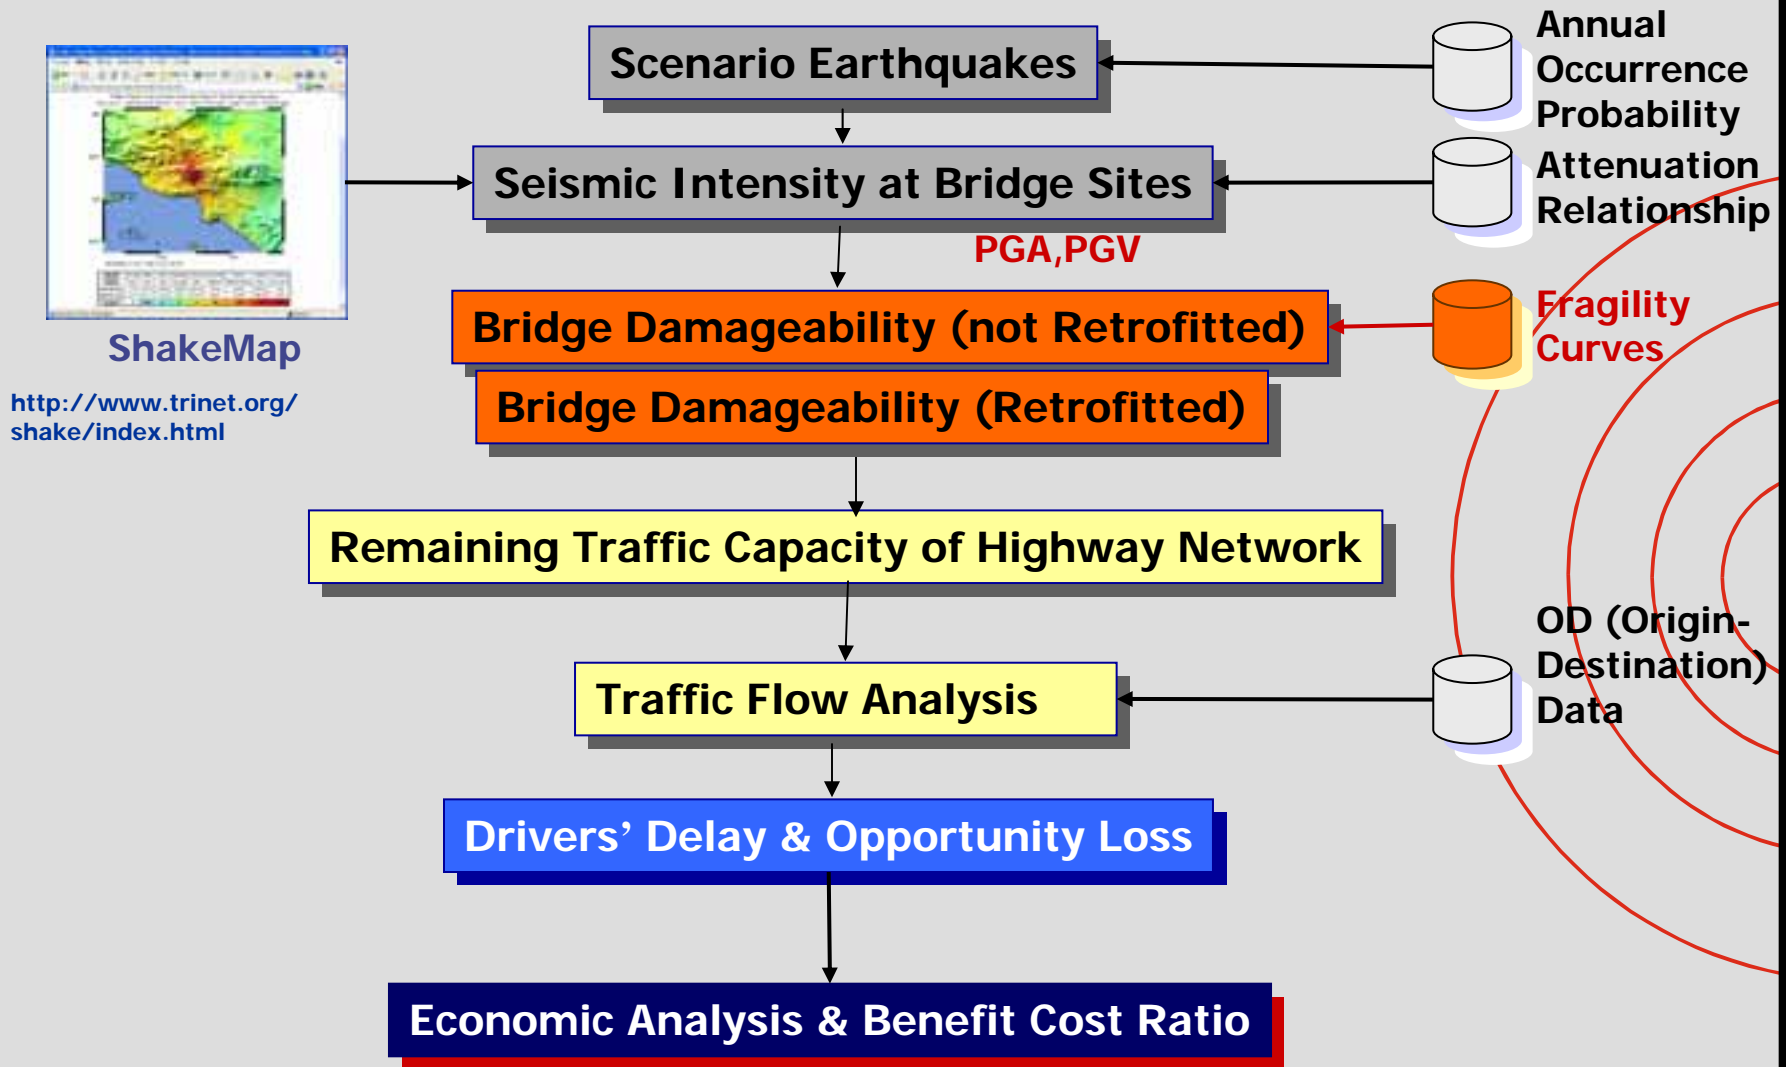 Scenario Earthquakes
Annual
Occurrence
Probability
Seismic Intensity at Bridge Sites
Attenuation
Relationship
PGA,PGV
ShakeMap
http://www.trinet.org/
shake/index.html
Bridge Damageability (not Retrofitted)
Fragility
Curves
Bridge Damageability (Retrofitted)
Remaining Traffic Capacity of Highway Network
Traffic Flow Analysis
OD (Origin-
Destination)
Data
Drivers’ Delay & Opportunity Loss
Economic Analysis & Benefit Cost Ratio